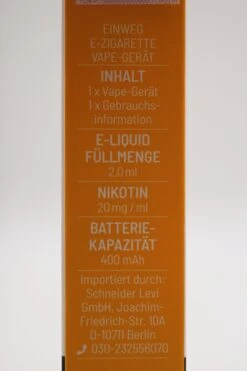 EINWEG
E-ZIGARETTE
VAPE-GERÄT
INHALT
1 x Vape-Gerät
1 x Gebrauchs-
information
E-LIQUID
FÜLLMENGE
2,0 ml
NIKOTIN
20 mg / ml
BATTERIE-
KAPAZITÄT
400 mAh
Importiert durch:
Schneider Levi
GmbH, Joachim-
Friedrich-Str. 10A
D-10711 Berlin
030-232556070